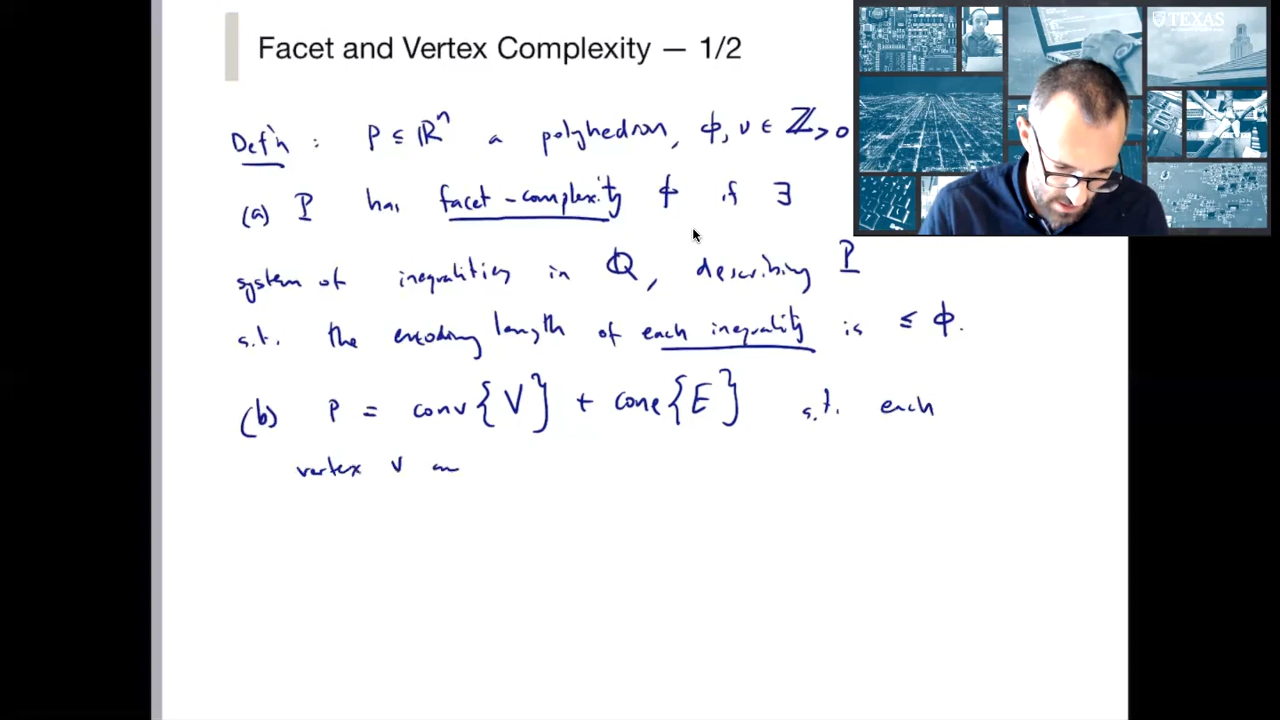 Facet and Vertex Complexity — 1/2
TEXAS
Def'n : P ⊆ ℝⁿ a polyhedron, ϕ, ν ∈ ℤ>0
(a) P has facet-complexity ϕ if ∃
system of inequalities in ℚ, describing P
s.t. the encoding length of each inequality is ≤ ϕ.
(b) P = conv{V} + cone{E} s.t. each
vertex v an